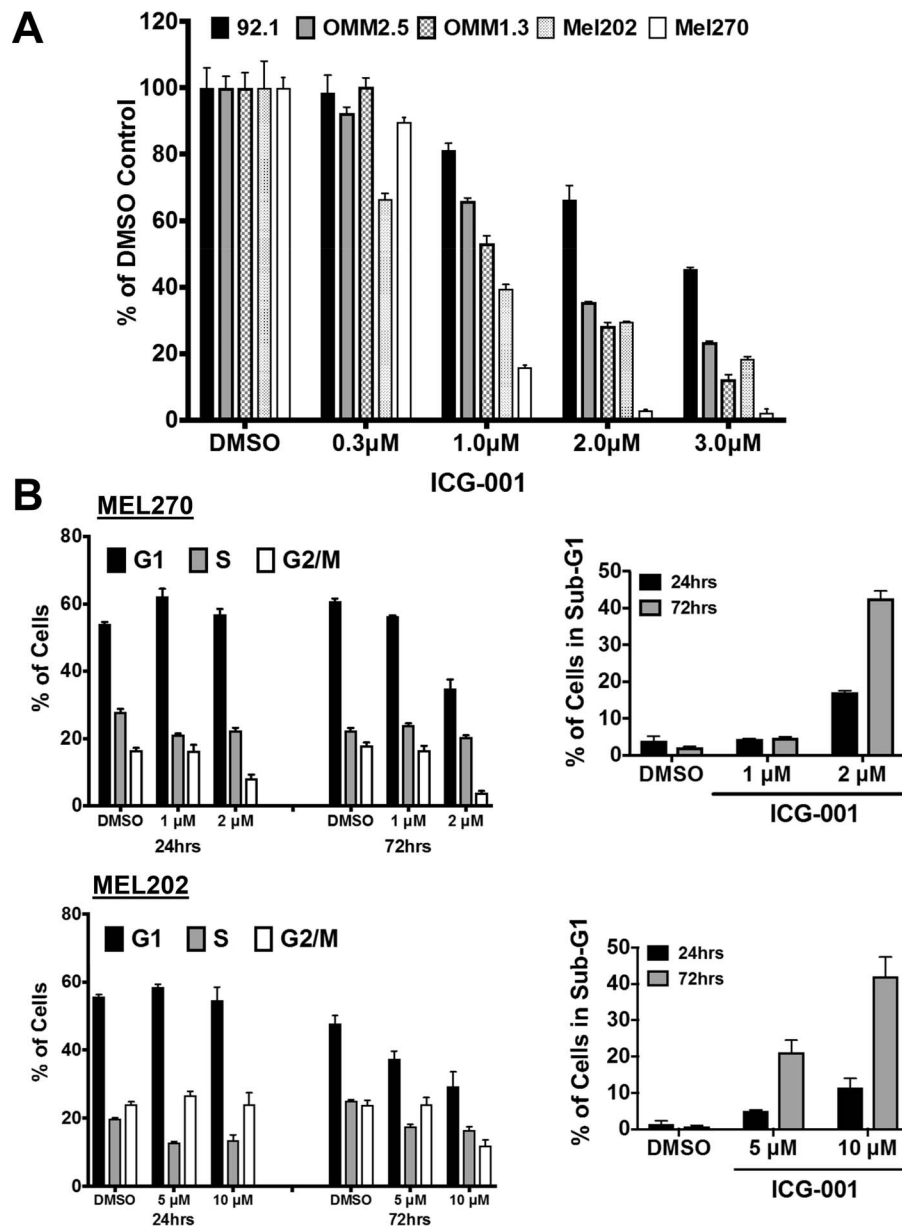 A
92.1 OMM2.5 OMM1.3 Mel202 Mel270
% of DMSO Control
120
100
80
60
40
20
0
DMSO 0.3µM 1.0µM 2.0µM 3.0µM
ICG-001
B
MEL270
G1 S G2/M
% of Cells
80
60
40
20
0
DMSO 1 µM 2 µM DMSO 1 µM 2 µM
24hrs 72hrs
24hrs
72hrs
% of Cells in Sub-G1
50
40
30
20
10
0
DMSO 1 µM 2 µM
ICG-001
MEL202
G1 S G2/M
% of Cells
80
60
40
20
0
DMSO 5 µM 10 µM DMSO 5 µM 10 µM
24hrs 72hrs
24hrs
72hrs
% of Cells in Sub-G1
50
40
30
20
10
0
DMSO 5 µM 10 µM
ICG-001